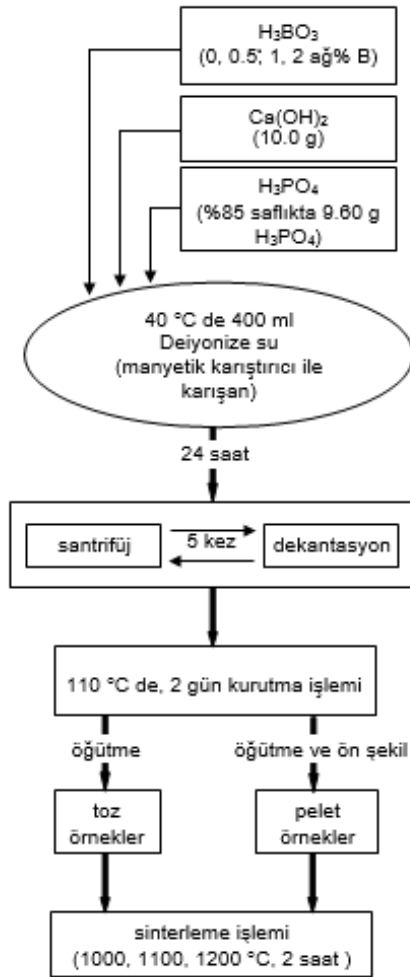 H₃BO₃
(0, 0.5; 1, 2 ağ% B)
Ca(OH)₂
(10.0 g)
H₃PO₄
(%85 saflıkta 9.60 g
H₃PO₄)
40 °C de 400 ml
Deiyonize su
(manyetik karıştırıcı ile
karışan)
24 saat
santrifüj
5 kez
dekantasyon
110 °C de, 2 gün kurutma işlemi
öğütme
öğütme ve ön şekil
toz
örnekler
pelet
örnekler
sinterleme işlemi
(1000, 1100, 1200 °C, 2 saat )